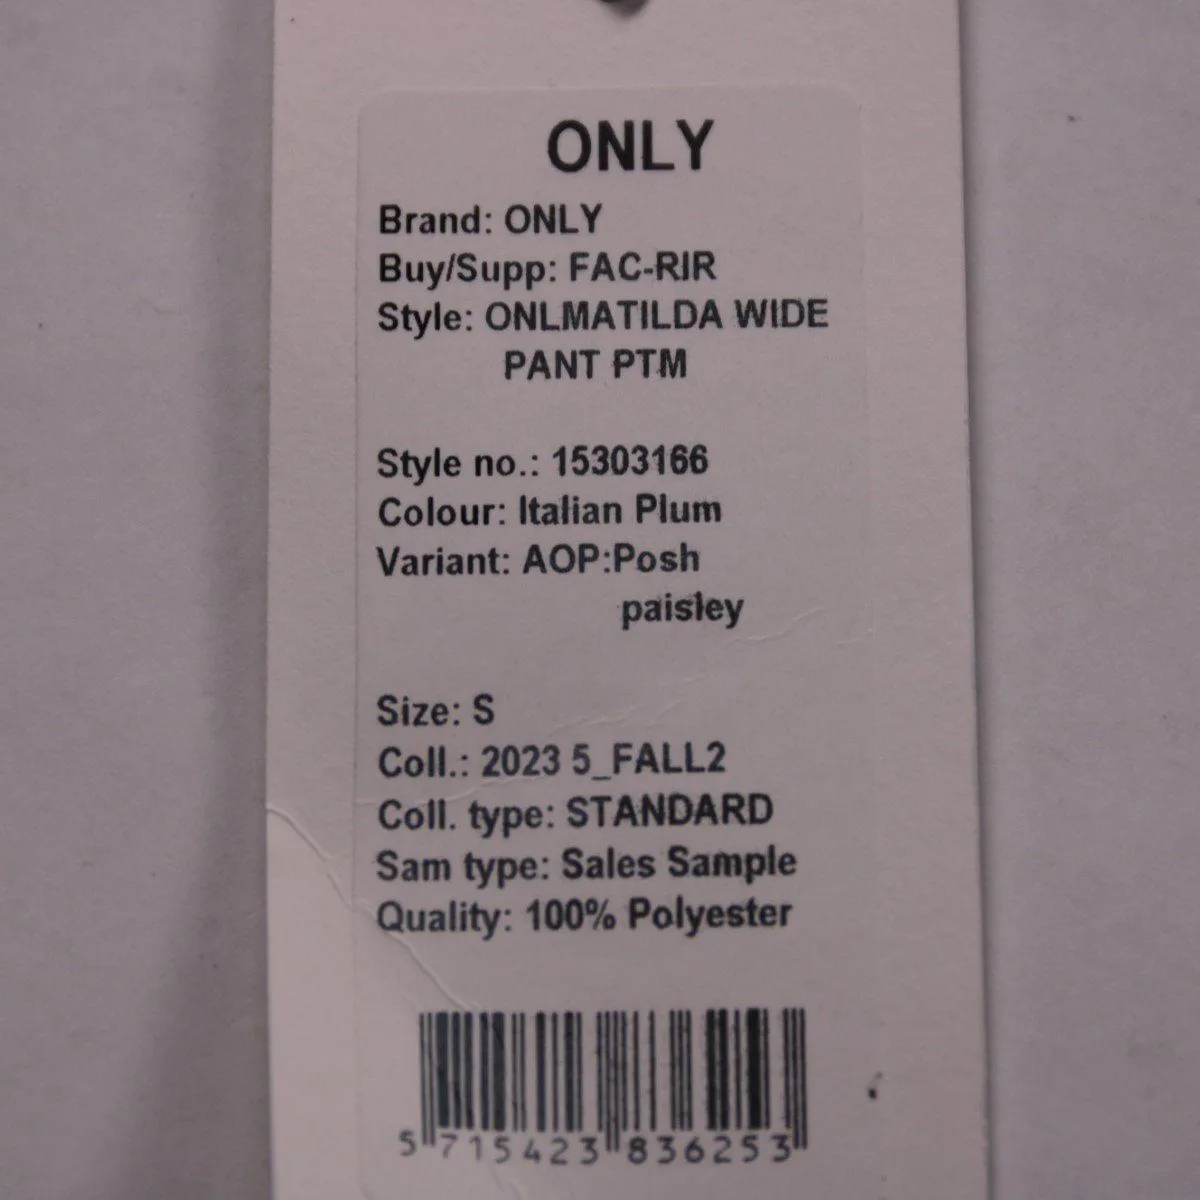 ONLY
Brand: ONLY
Buy/Supp: FAC-RIR
Style: ONLMATILDA WIDE
PANT PTM
Style no.: 15303166
Colour: Italian Plum
Variant: AOP:Posh
paisley
Size: S
Coll.: 2023 5_FALL2
Coll. type: STANDARD
Sam type: Sales Sample
Quality: 100% Polyester
5 715423 836253